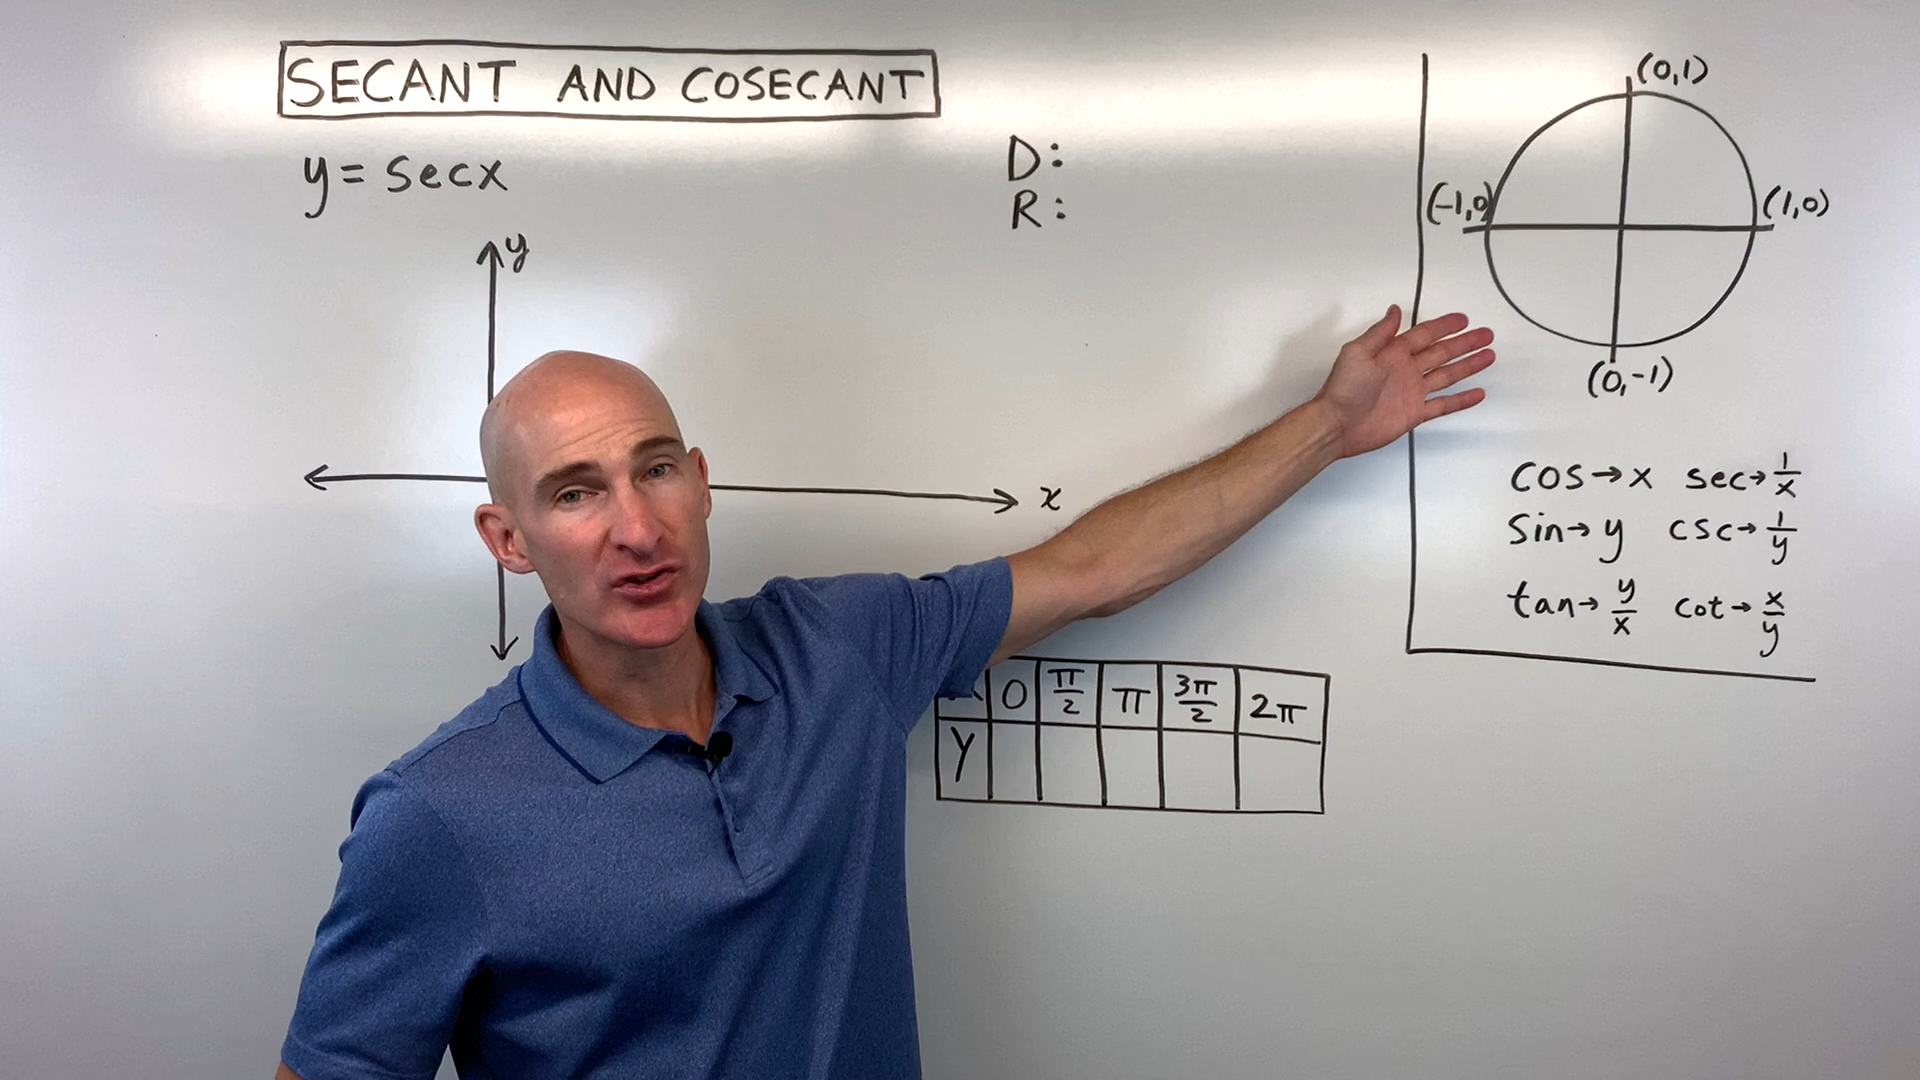 SECANT AND COSECANT
y = secx
D:
R:
y
x
0 π/2 π 3π/2 2π
Y
(0,1)
(-1,0) (1,0)
(0,-1)
cos→x sec→1/x
sin→y csc→1/y
tan→y/x cot→x/y